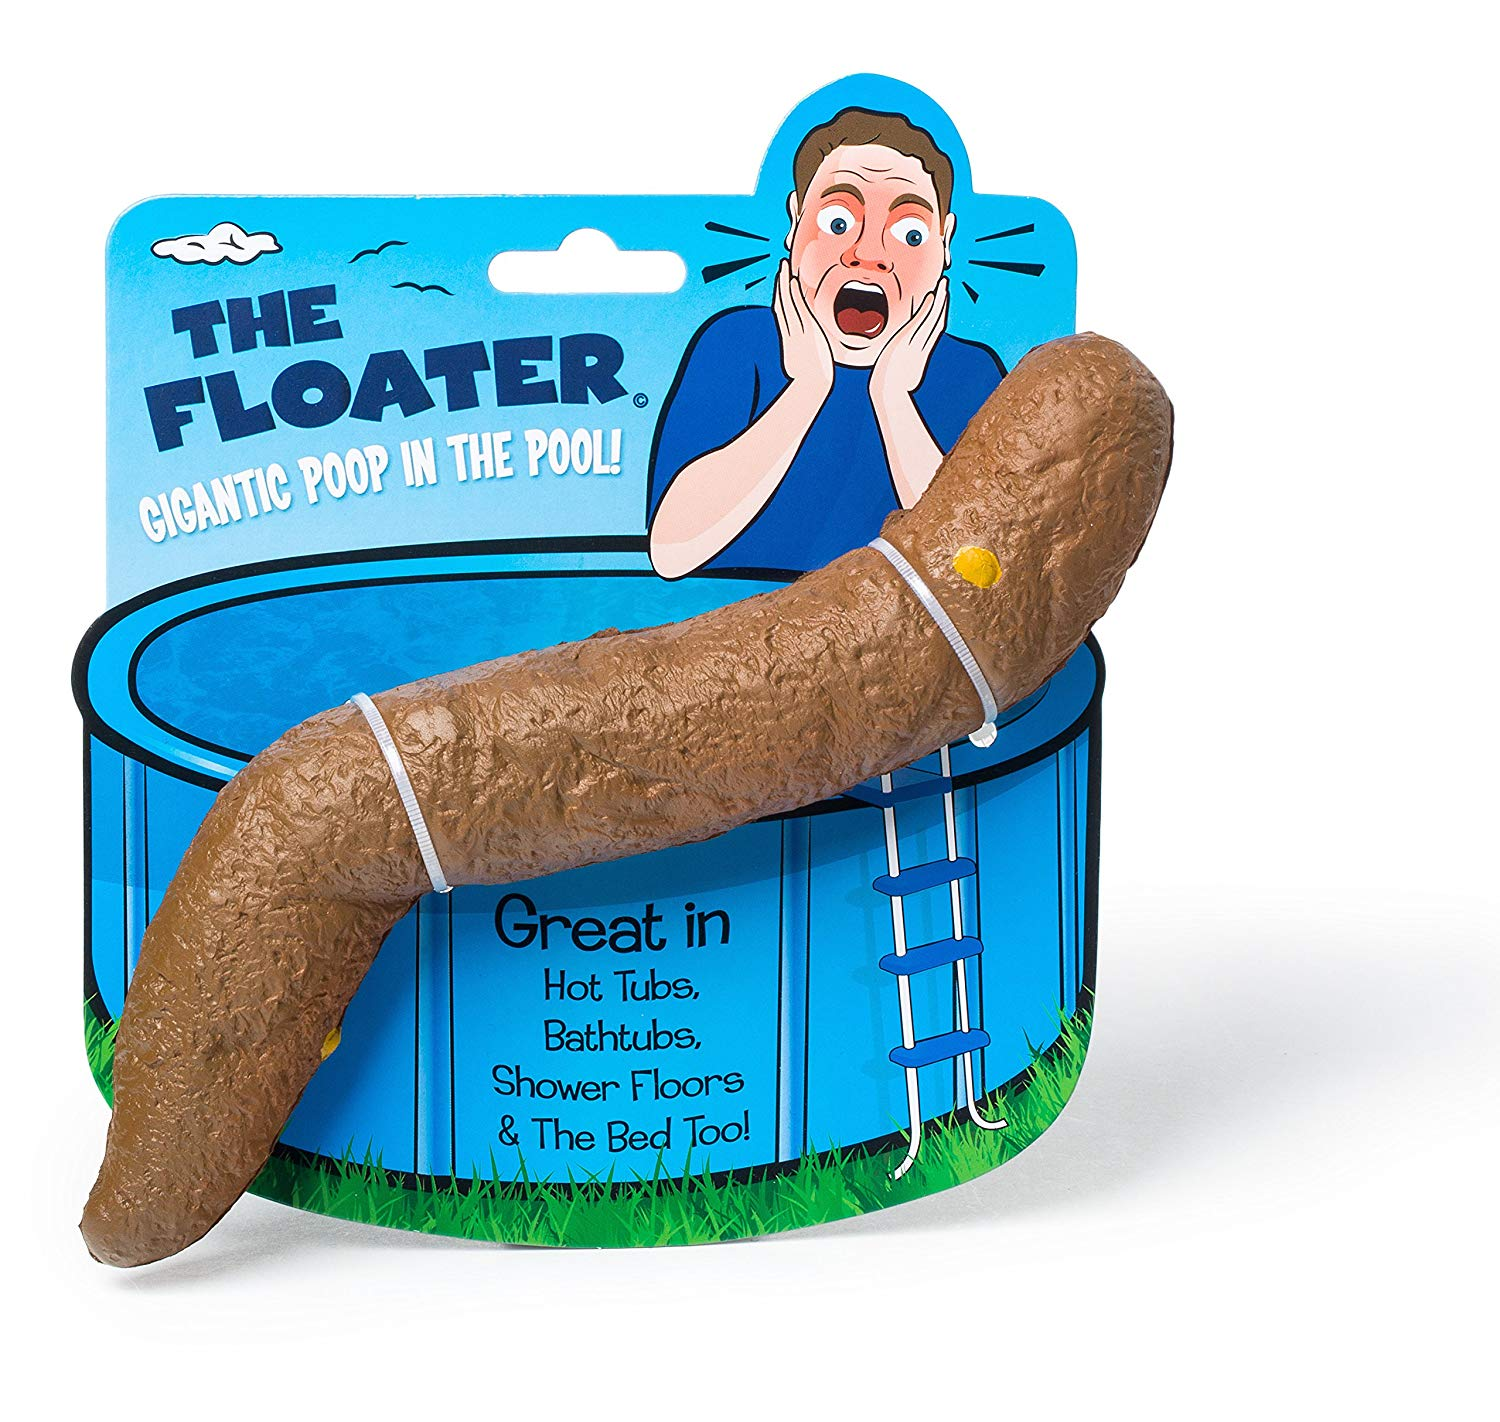 THE
FLOATER©
GIGANTIC POOP IN THE POOL!
Great in
Hot Tubs,
Bathtubs,
Shower Floors
& The Bed Too!